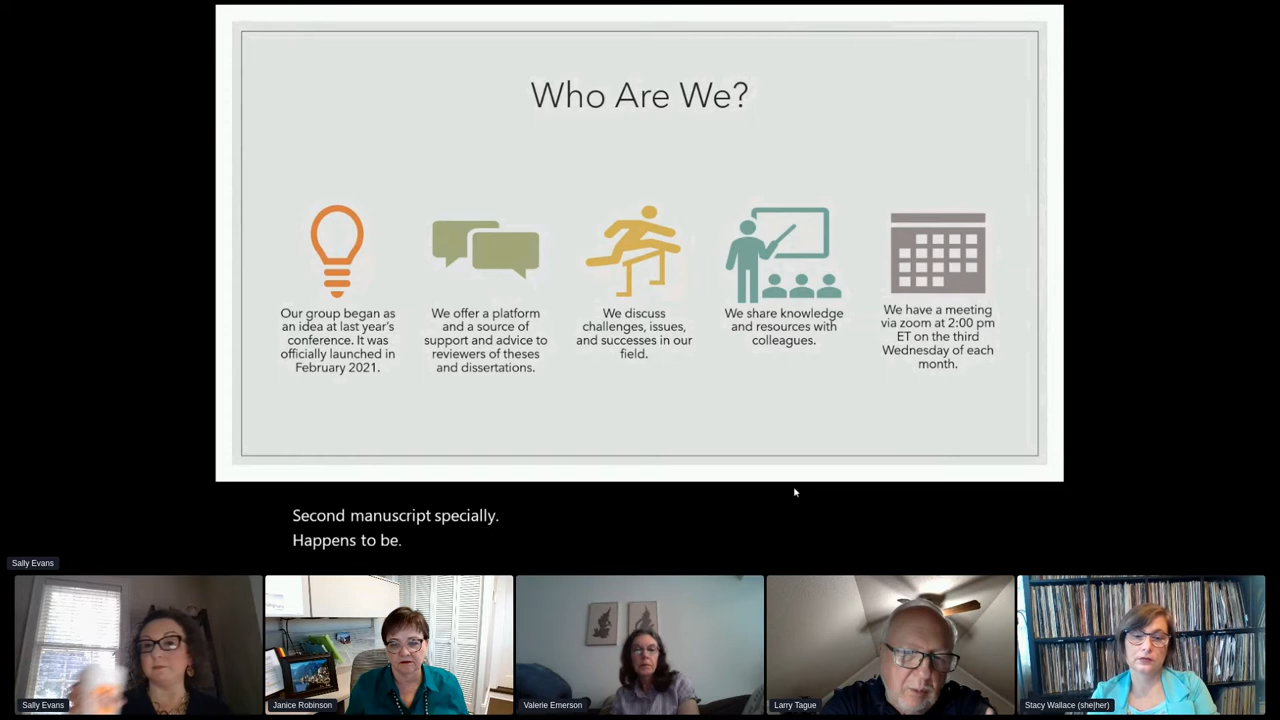 Who Are We?
Our group began as
an idea at last year's
conference. It was
officially launched in
February 2021.
We offer a platform
and a source of
support and advice to
reviewers of theses
and dissertations.
We discuss
challenges, issues,
and successes in our
field.
We share knowledge
and resources with
colleagues.
We have a meeting
via zoom at 2:00 pm
ET on the third
Wednesday of each
month.
Second manuscript specially.
Happens to be.
Sally Evans
Sally Evans
Janice Robinson
Valerie Emerson
Larry Tague
Stacy Wallace (she|her)